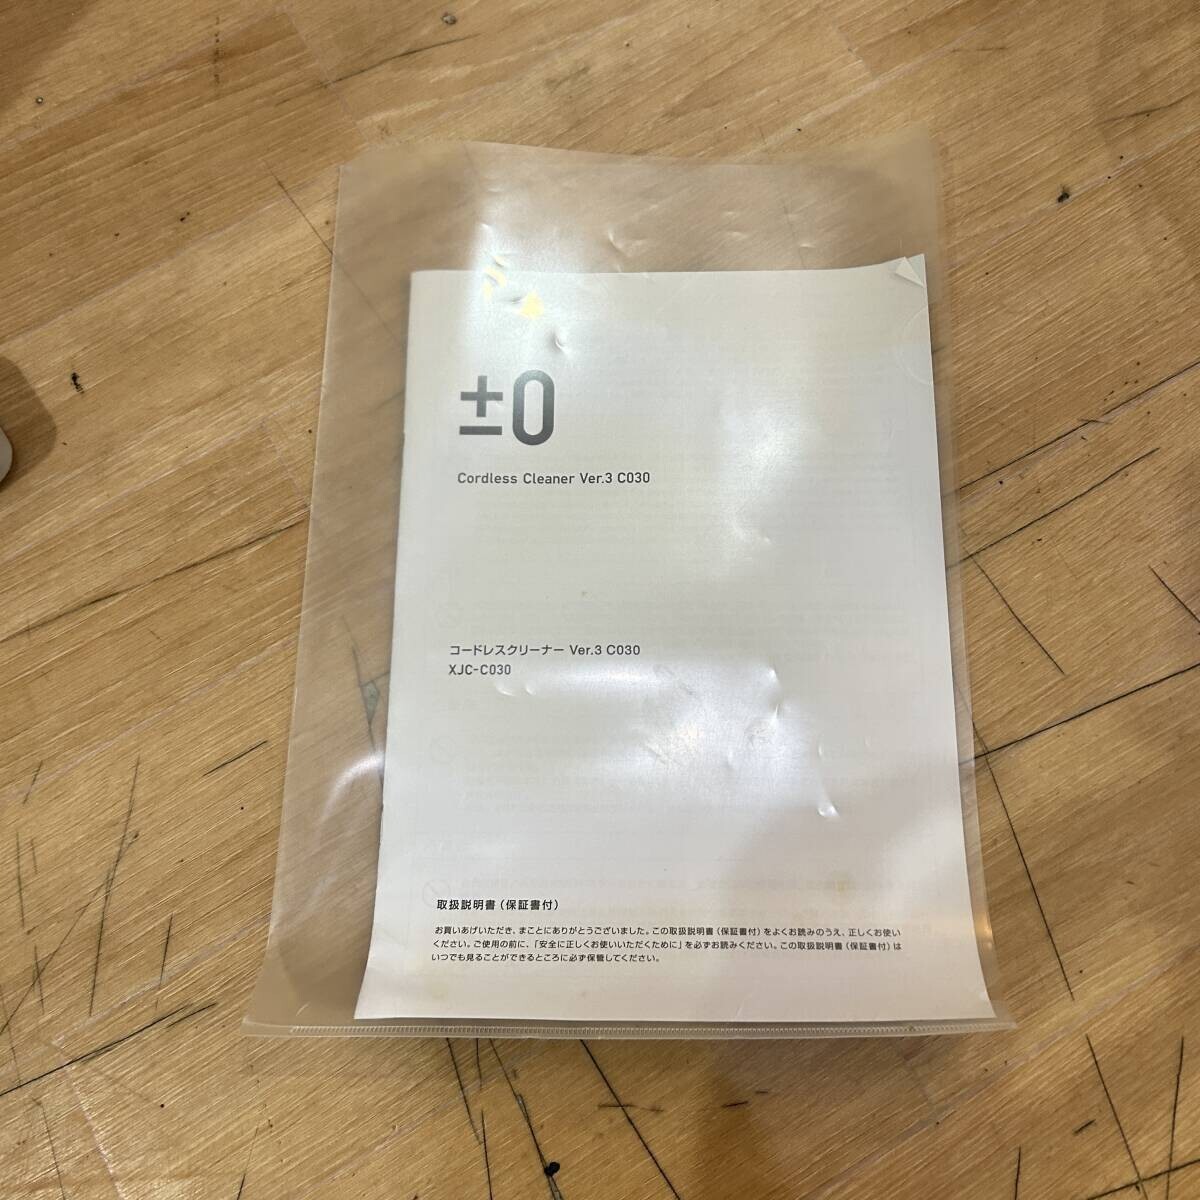 ±0
Cordless Cleaner Ver.3 C030
コードレスクリーナー Ver.3 C030
XJC-C030
取扱説明書（保証書付）
お買いあげいただき、まことにありがとうございました。この取扱説明書（保証書付）をよくお読みのうえ、正しくお使い
ください。ご使用の前に、「安全に正しくお使いいただくために」を必ずお読みください。この取扱説明書（保証書付）は
いつでも見ることができるところに必ず保管してください。